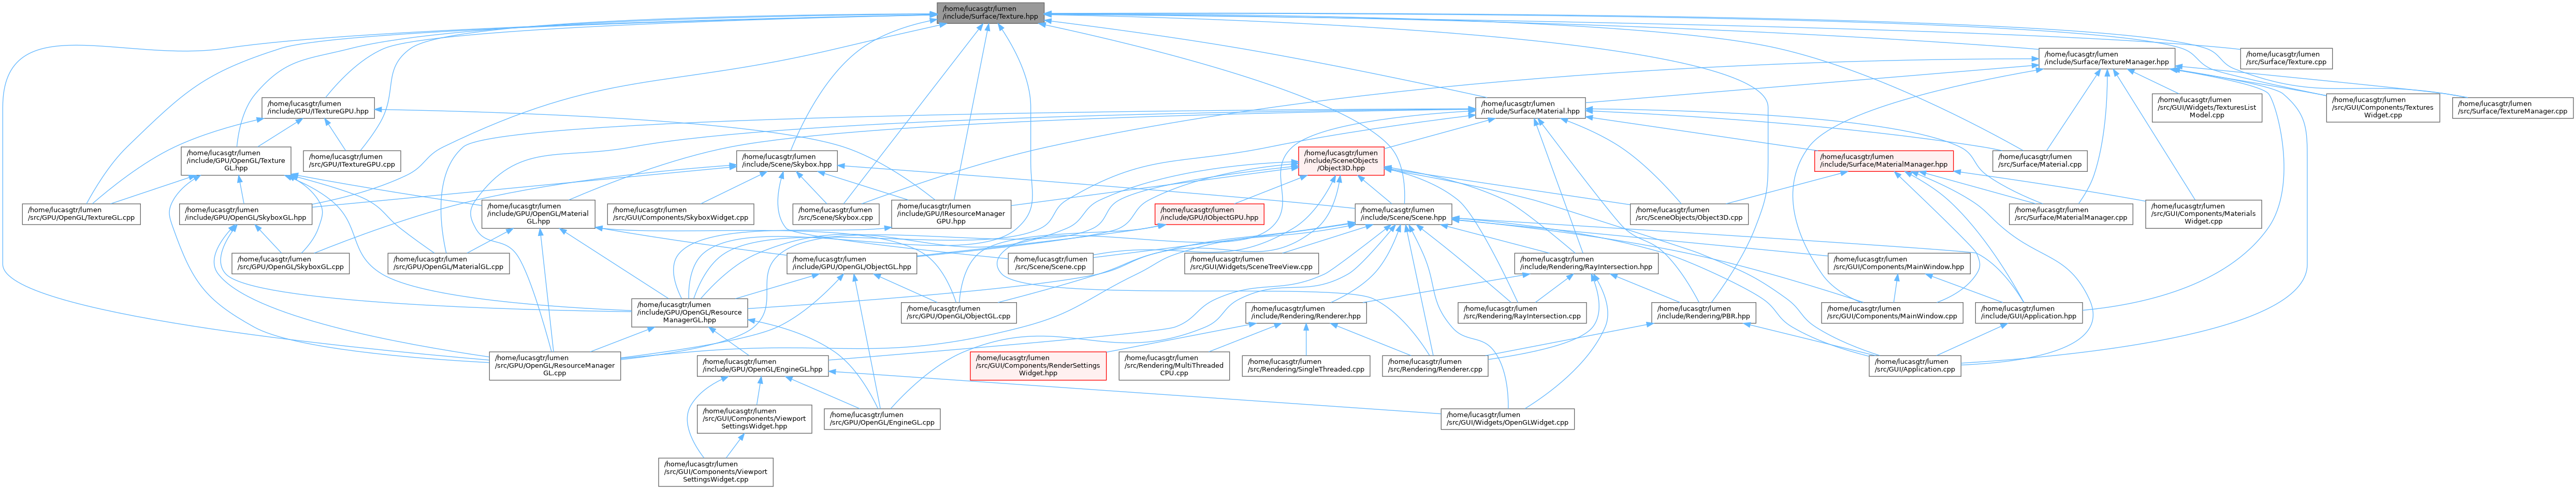 /home/lucasgtr/lumen
/include/Surface/Texture.hpp
/home/lucasgtr/lumen
/include/Surface/TextureManager.hpp
/home/lucasgtr/lumen
/src/Surface/Texture.cpp
/home/lucasgtr/lumen
/include/GPU/ITextureGPU.hpp
/home/lucasgtr/lumen
/include/Surface/Material.hpp
/home/lucasgtr/lumen
/src/GUI/Widgets/TexturesList
Model.cpp
/home/lucasgtr/lumen
/src/GUI/Components/Textures
Widget.cpp
/home/lucasgtr/lumen
/src/Surface/TextureManager.cpp
/home/lucasgtr/lumen
/include/GPU/OpenGL/Texture
GL.hpp
/home/lucasgtr/lumen
/src/GPU/ITextureGPU.cpp
/home/lucasgtr/lumen
/include/Scene/Skybox.hpp
/home/lucasgtr/lumen
/include/SceneObjects
/Object3D.hpp
/home/lucasgtr/lumen
/include/Surface/MaterialManager.hpp
/home/lucasgtr/lumen
/src/Surface/Material.cpp
/home/lucasgtr/lumen
/src/GPU/OpenGL/TextureGL.cpp
/home/lucasgtr/lumen
/include/GPU/OpenGL/SkyboxGL.hpp
/home/lucasgtr/lumen
/include/GPU/OpenGL/Material
GL.hpp
/home/lucasgtr/lumen
/src/GUI/Components/SkyboxWidget.cpp
/home/lucasgtr/lumen
/src/Scene/Skybox.cpp
/home/lucasgtr/lumen
/include/GPU/IResourceManager
GPU.hpp
/home/lucasgtr/lumen
/include/GPU/IObjectGPU.hpp
/home/lucasgtr/lumen
/include/Scene/Scene.hpp
/home/lucasgtr/lumen
/src/SceneObjects/Object3D.cpp
/home/lucasgtr/lumen
/src/Surface/MaterialManager.cpp
/home/lucasgtr/lumen
/src/GUI/Components/Materials
Widget.cpp
/home/lucasgtr/lumen
/src/GPU/OpenGL/SkyboxGL.cpp
/home/lucasgtr/lumen
/src/GPU/OpenGL/MaterialGL.cpp
/home/lucasgtr/lumen
/include/GPU/OpenGL/ObjectGL.hpp
/home/lucasgtr/lumen
/src/Scene/Scene.cpp
/home/lucasgtr/lumen
/src/GUI/Widgets/SceneTreeView.cpp
/home/lucasgtr/lumen
/include/Rendering/RayIntersection.hpp
/home/lucasgtr/lumen
/src/GUI/Components/MainWindow.hpp
/home/lucasgtr/lumen
/include/GPU/OpenGL/Resource
ManagerGL.hpp
/home/lucasgtr/lumen
/src/GPU/OpenGL/ObjectGL.cpp
/home/lucasgtr/lumen
/include/Rendering/Renderer.hpp
/home/lucasgtr/lumen
/src/Rendering/RayIntersection.cpp
/home/lucasgtr/lumen
/include/Rendering/PBR.hpp
/home/lucasgtr/lumen
/src/GUI/Components/MainWindow.cpp
/home/lucasgtr/lumen
/include/GUI/Application.hpp
/home/lucasgtr/lumen
/src/GPU/OpenGL/ResourceManager
GL.cpp
/home/lucasgtr/lumen
/include/GPU/OpenGL/EngineGL.hpp
/home/lucasgtr/lumen
/src/GUI/Components/RenderSettings
Widget.hpp
/home/lucasgtr/lumen
/src/Rendering/MultiThreaded
CPU.cpp
/home/lucasgtr/lumen
/src/Rendering/SingleThreaded.cpp
/home/lucasgtr/lumen
/src/Rendering/Renderer.cpp
/home/lucasgtr/lumen
/src/GUI/Application.cpp
/home/lucasgtr/lumen
/src/GUI/Components/Viewport
SettingsWidget.hpp
/home/lucasgtr/lumen
/src/GPU/OpenGL/EngineGL.cpp
/home/lucasgtr/lumen
/src/GUI/Widgets/OpenGLWidget.cpp
/home/lucasgtr/lumen
/src/GUI/Components/Viewport
SettingsWidget.cpp